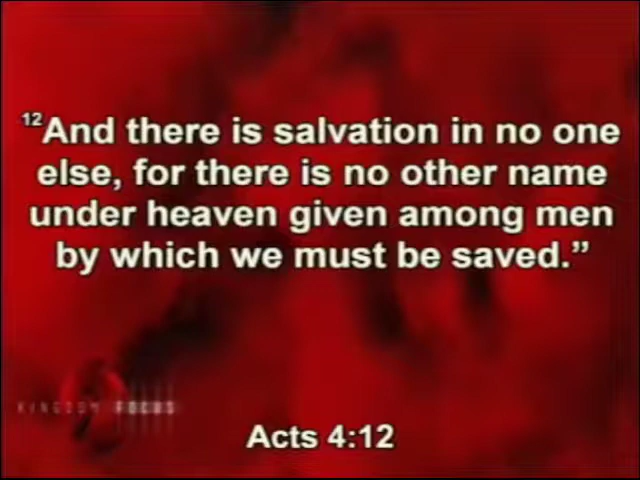 12And there is salvation in no one
else, for there is no other name
under heaven given among men
by which we must be saved.”
KINGDOM FOCUS
Acts 4:12